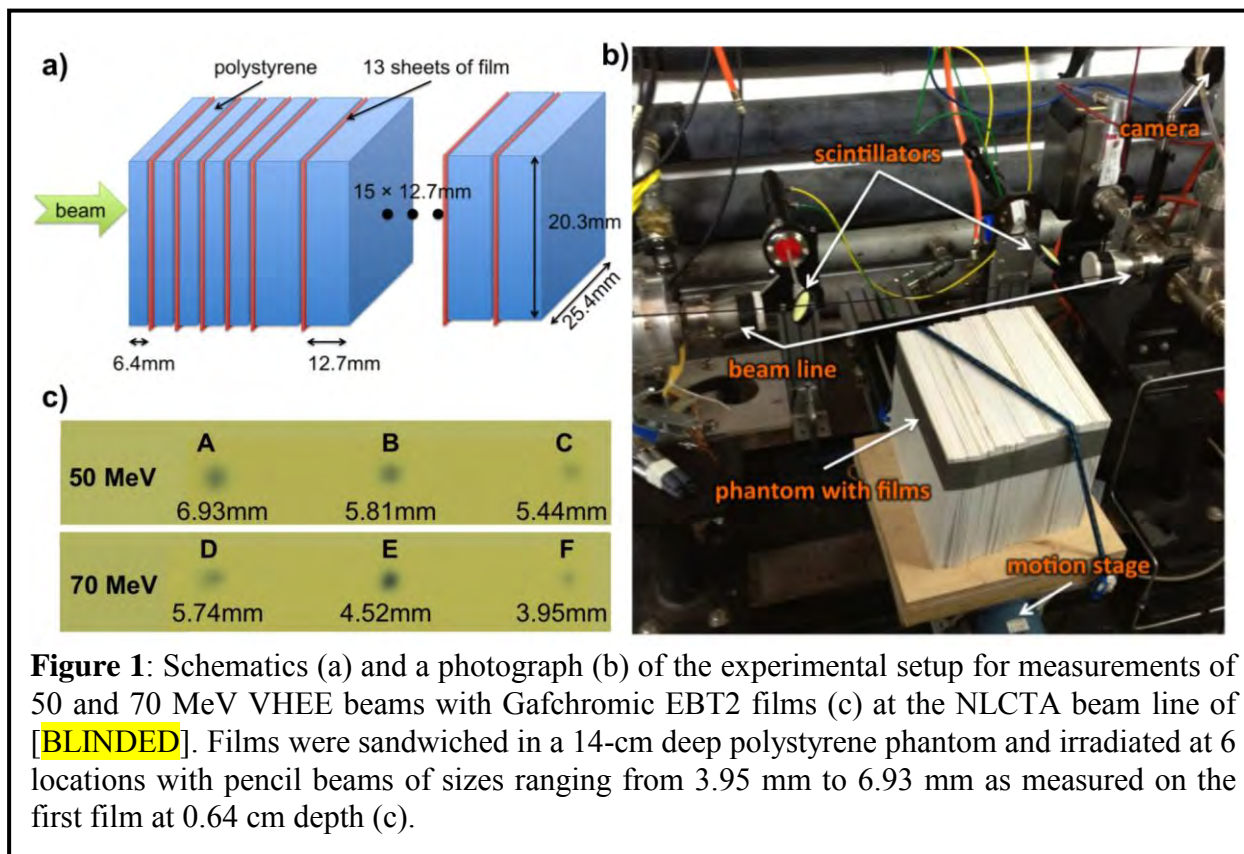 a)
polystyrene
13 sheets of film
beam
15 × 12.7mm
20.3mm
25.4mm
6.4mm
12.7mm
b)
camera
scintillators
beam line
phantom with films
motion stage
c)
A B C
50 MeV
6.93mm 5.81mm 5.44mm
D E F
70 MeV
5.74mm 4.52mm 3.95mm
Figure 1: Schematics (a) and a photograph (b) of the experimental setup for measurements of
50 and 70 MeV VHEE beams with Gafchromic EBT2 films (c) at the NLCTA beam line of
[BLINDED]. Films were sandwiched in a 14-cm deep polystyrene phantom and irradiated at 6
locations with pencil beams of sizes ranging from 3.95 mm to 6.93 mm as measured on the
first film at 0.64 cm depth (c).